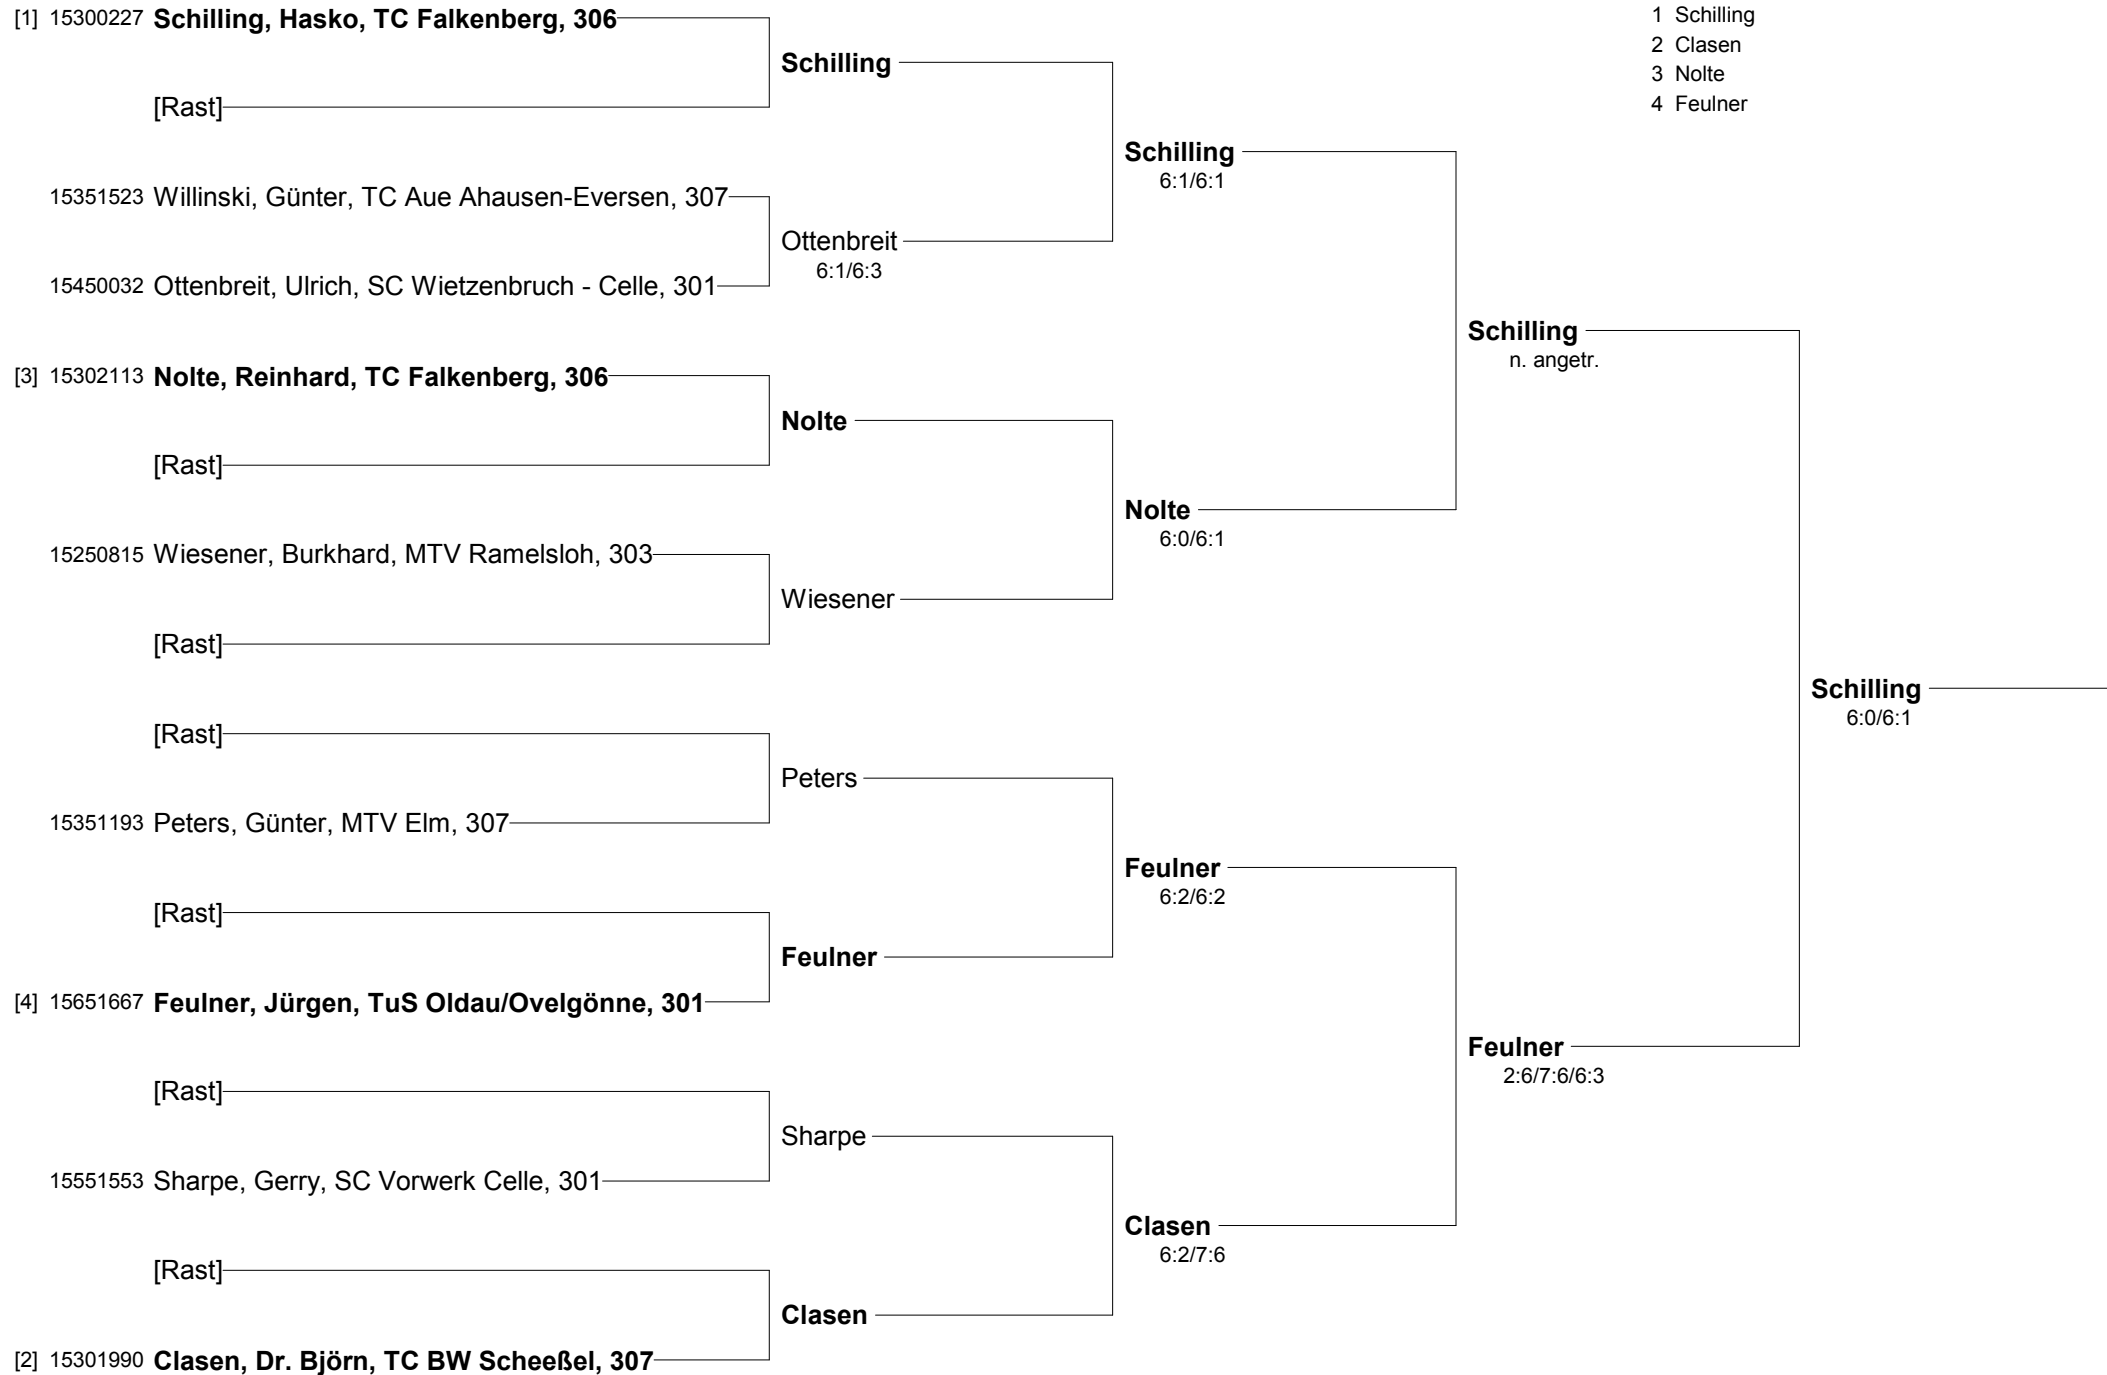 [1] 15300227 Schilling, Hasko, TC Falkenberg, 306
1 Schilling
2 Clasen
3 Nolte
4 Feulner
Schilling
[Rast]
Schilling
6:1/6:1
15351523 Willinski, Günter, TC Aue Ahausen-Eversen, 307
Ottenbreit
6:1/6:3
15450032 Ottenbreit, Ulrich, SC Wietzenbruch - Celle, 301
Schilling
n. angetr.
[3] 15302113 Nolte, Reinhard, TC Falkenberg, 306
Nolte
[Rast]
Nolte
6:0/6:1
15250815 Wiesener, Burkhard, MTV Ramelsloh, 303
Wiesener
[Rast]
Schilling
6:0/6:1
[Rast]
Peters
15351193 Peters, Günter, MTV Elm, 307
Feulner
6:2/6:2
[Rast]
Feulner
[4] 15651667 Feulner, Jürgen, TuS Oldau/Ovelgönne, 301
Feulner
2:6/7:6/6:3
[Rast]
Sharpe
15551553 Sharpe, Gerry, SC Vorwerk Celle, 301
Clasen
6:2/7:6
[Rast]
Clasen
[2] 15301990 Clasen, Dr. Björn, TC BW Scheeßel, 307